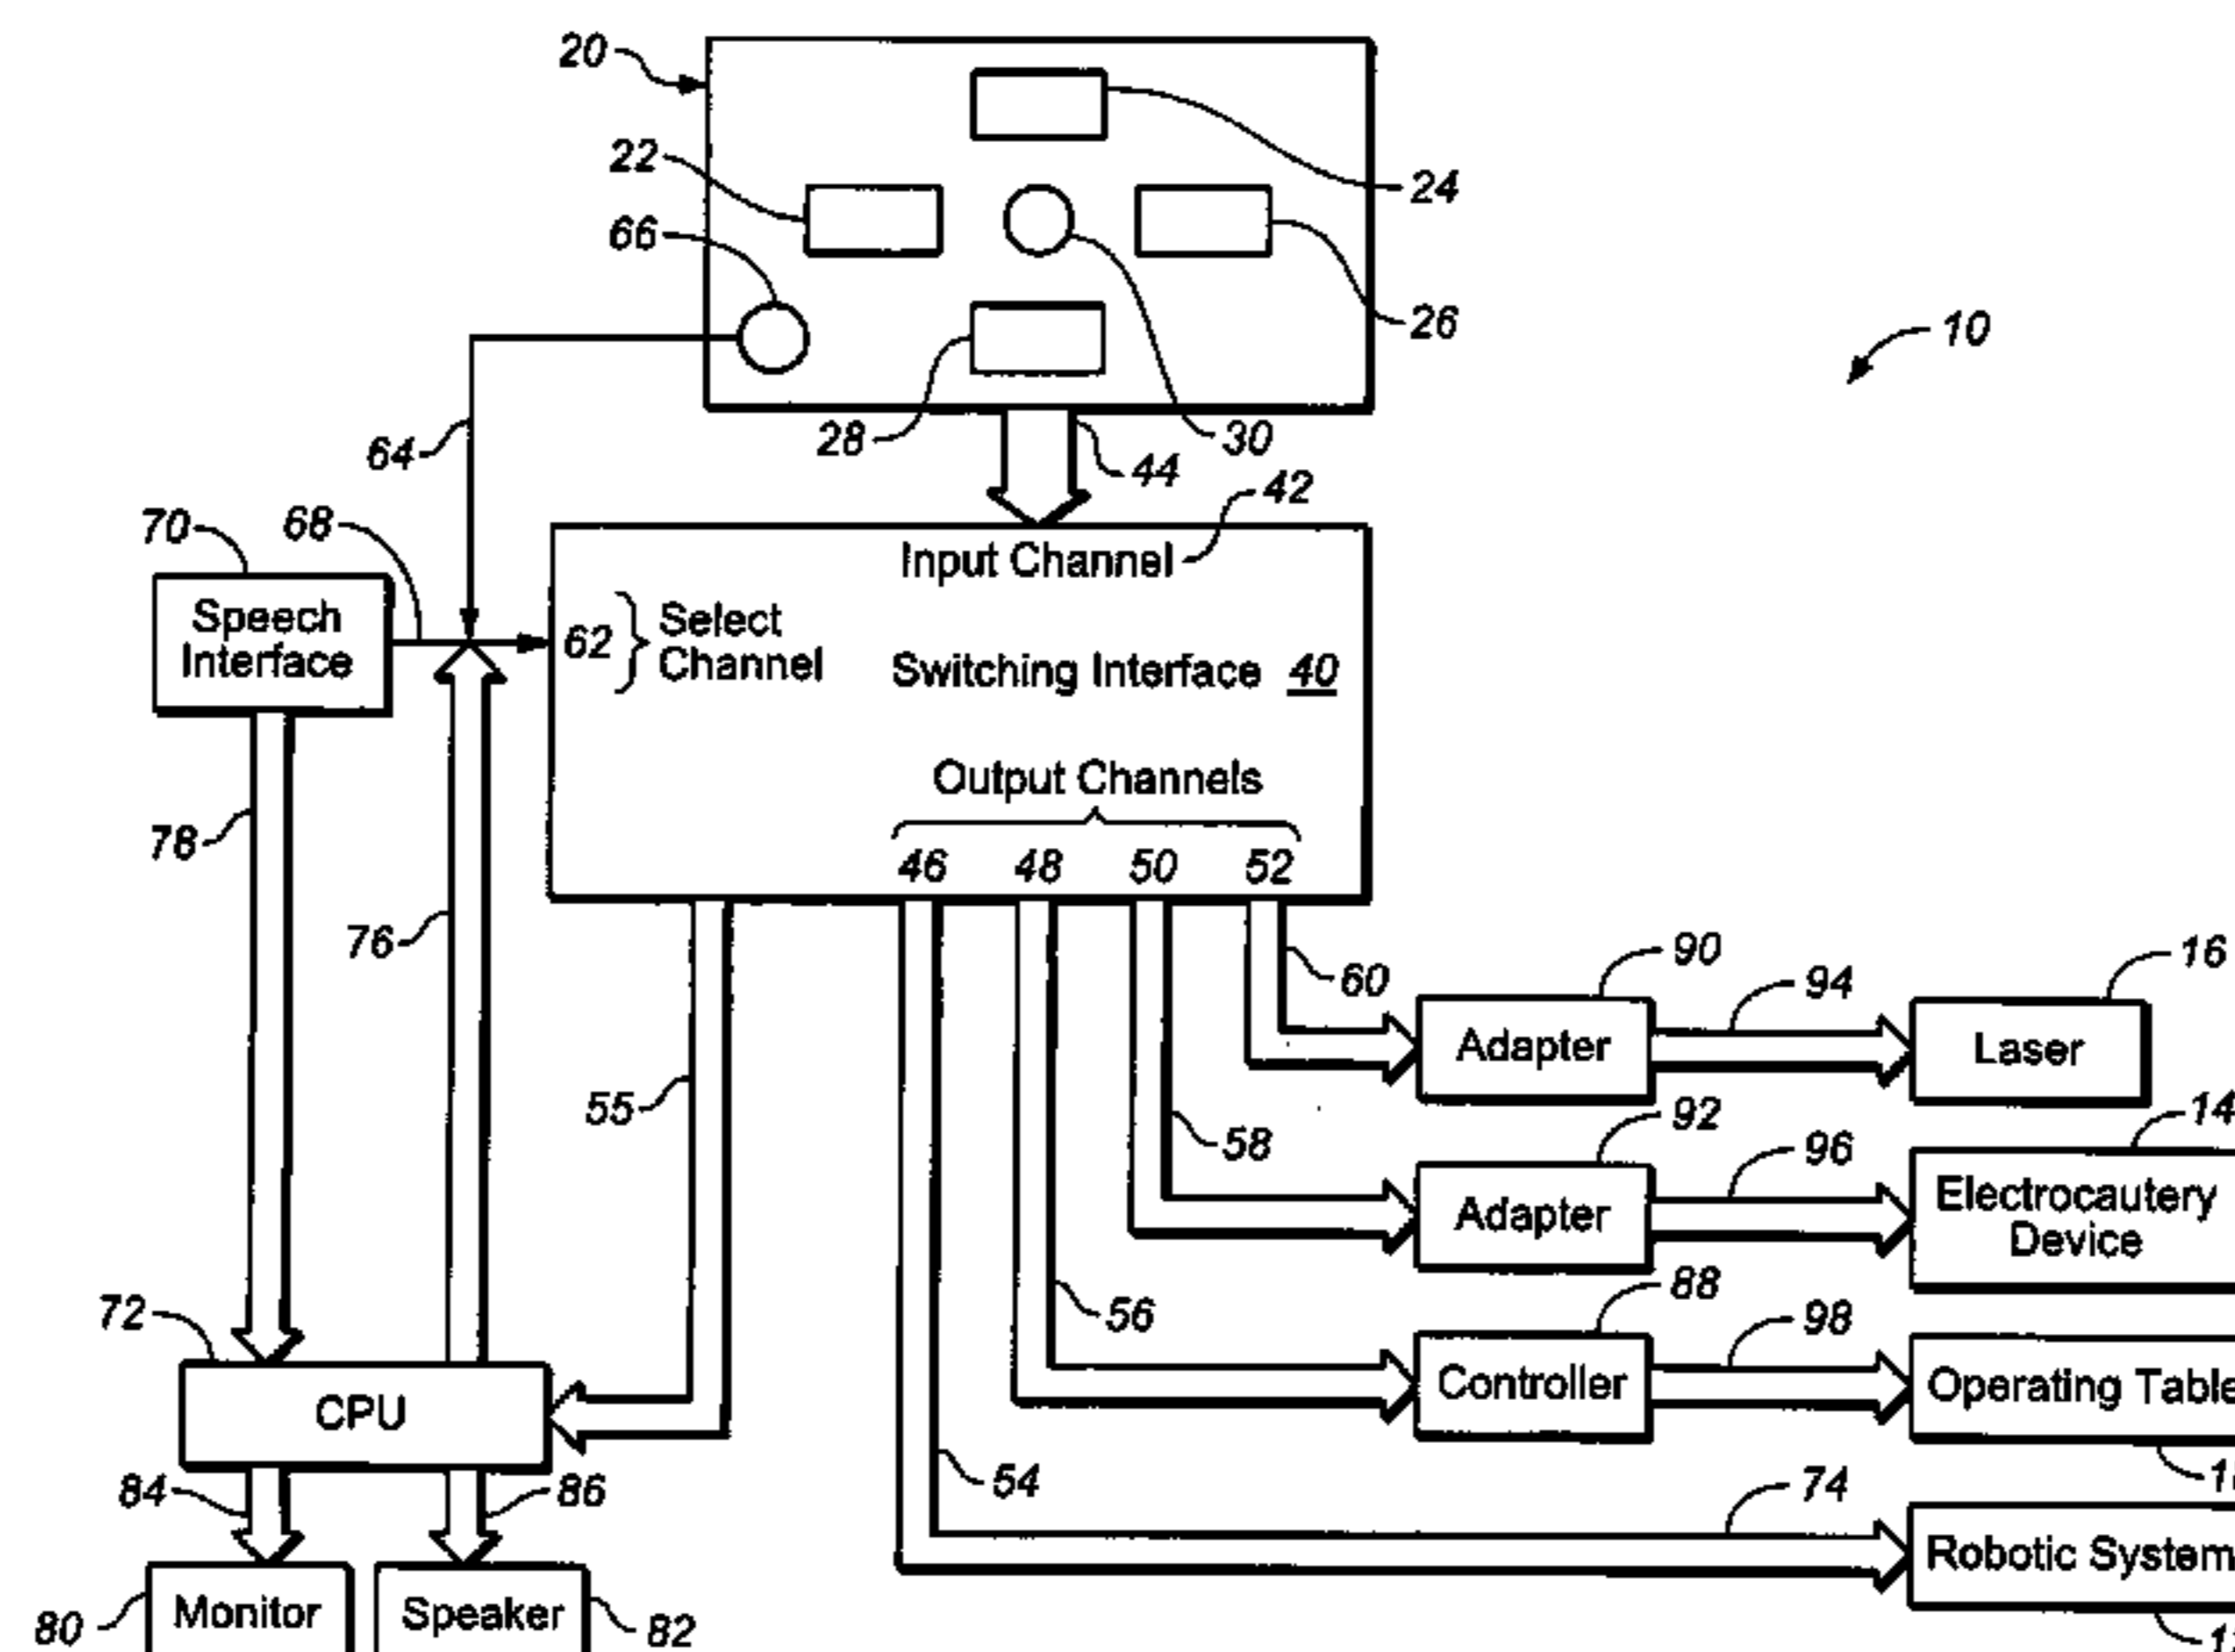 20
24
22
66
26
10
28
30
64
44
42
70
68
Input Channel
Speech
Interface
62
Select
Channel
Switching Interface 40
Output Channels
78
46 48 50 52
76
60
90
94
16
Adapter
Laser
55
58
92
96
14
Adapter
Electrocautery
Device
72
56
88
98
CPU
Controller
Operating Table
84
86
54
74
Robotic System
80
Monitor
Speaker
82